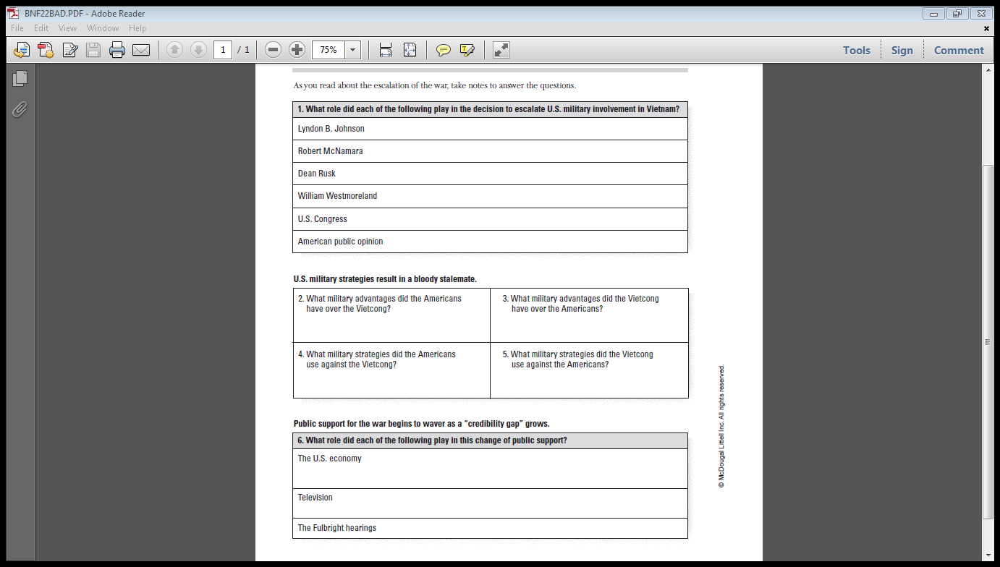 BNF22BAD.PDF - Adobe Reader
File Edit View Window Help
1 / 1 75% Tools Sign Comment
As you read about the escalation of the war, take notes to answer the questions.
1. What role did each of the following play in the decision to escalate U.S. military involvement in Vietnam?
Lyndon B. Johnson
Robert McNamara
Dean Rusk
William Westmoreland
U.S. Congress
American public opinion
U.S. military strategies result in a bloody stalemate.
2. What military advantages did the Americans
have over the Vietcong?
3. What military advantages did the Vietcong
have over the Americans?
4. What military strategies did the Americans
use against the Vietcong?
5. What military strategies did the Vietcong
use against the Americans?
Public support for the war begins to waver as a "credibility gap" grows.
6. What role did each of the following play in this change of public support?
The U.S. economy
Television
The Fulbright hearings
© McDougal Littell Inc. All rights reserved.